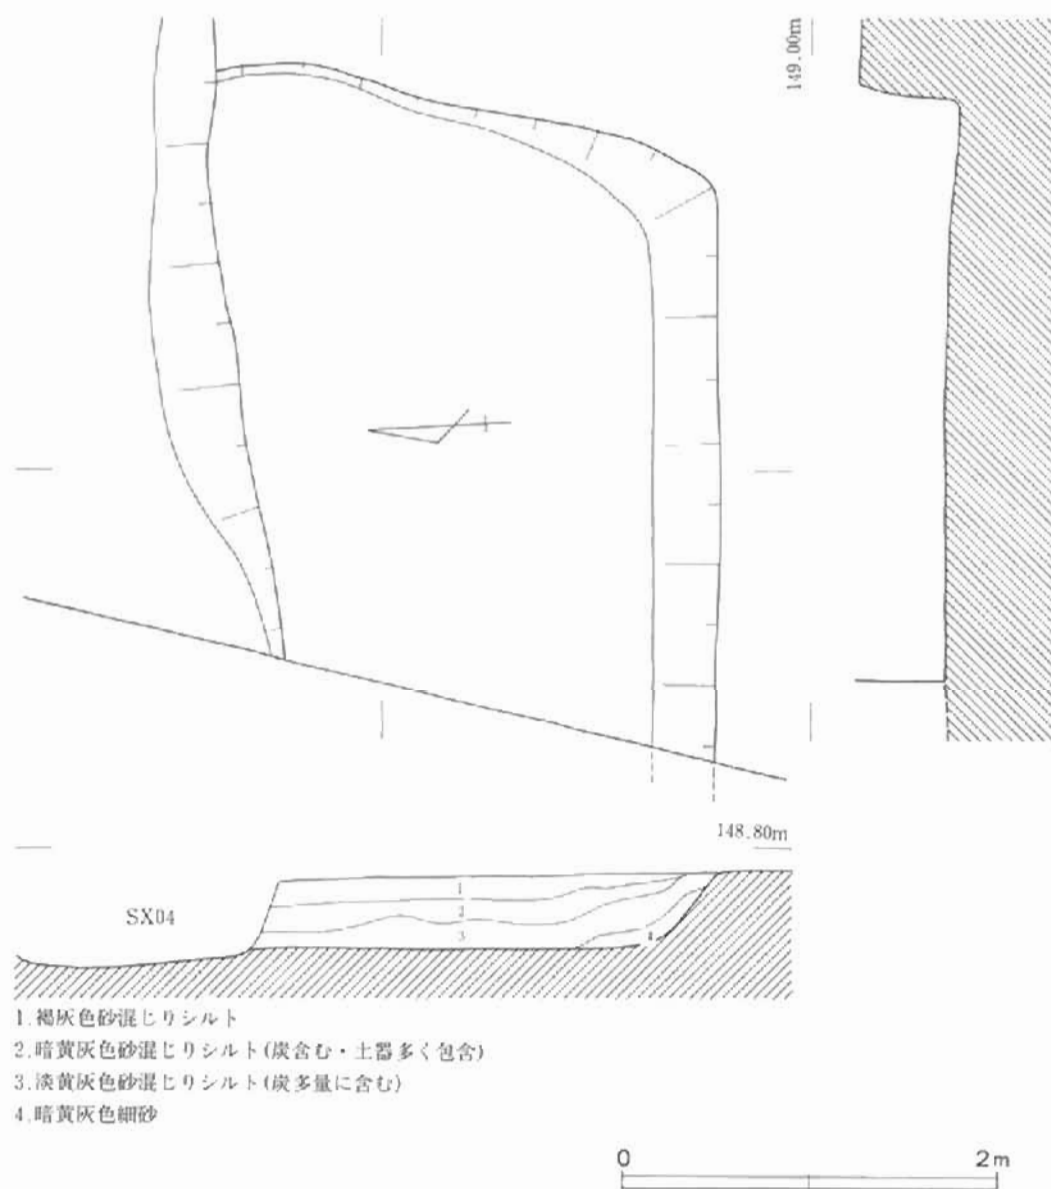 149.00m
148.80m
SX04
1
2
3
4
1.褐灰色砂混じりシルト
2.暗黄灰色砂混じりシルト(炭含む・土器多く包含)
3.淡黄灰色砂混じりシルト(炭多量に含む)
4.暗黄灰色細砂
0 2m